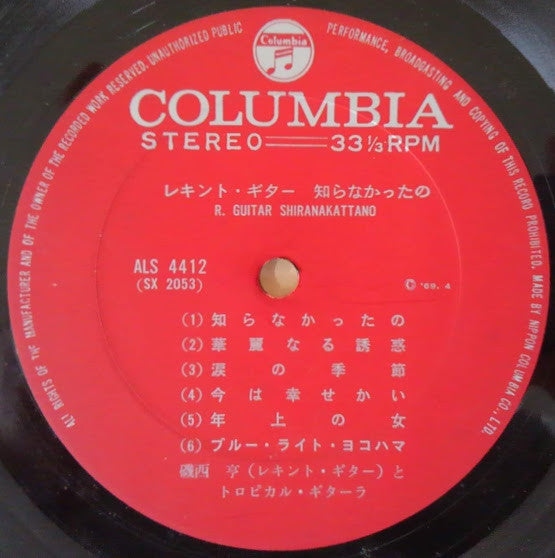 ALL RIGHTS OF THE MANUFACTURER AND OF THE OWNER OF THE RECORDED WORK RESERVED. UNAUTHORIZED PUBLIC PERFORMANCE, BROADCASTING AND COPYING OF THIS RECORD PROHIBITED. MADE BY NIPPON COLUMBIA CO., LTD.
Columbia
COLUMBIA
STEREO 33 1/3 RPM
レキント・ギター 知らなかったの
R. GUITAR SHIRANAKATTANO
ALS 4412
(SX 2053)
Ⓟ '69. 4
(1) 知らなかったの
(2) 華麗なる誘惑
(3) 涙の季節
(4) 今は幸せかい
(5) 年上の女
(6) ブルー・ライト・ヨコハマ
磯西 亨(レキント・ギター)と
トロピカル・ギターラ